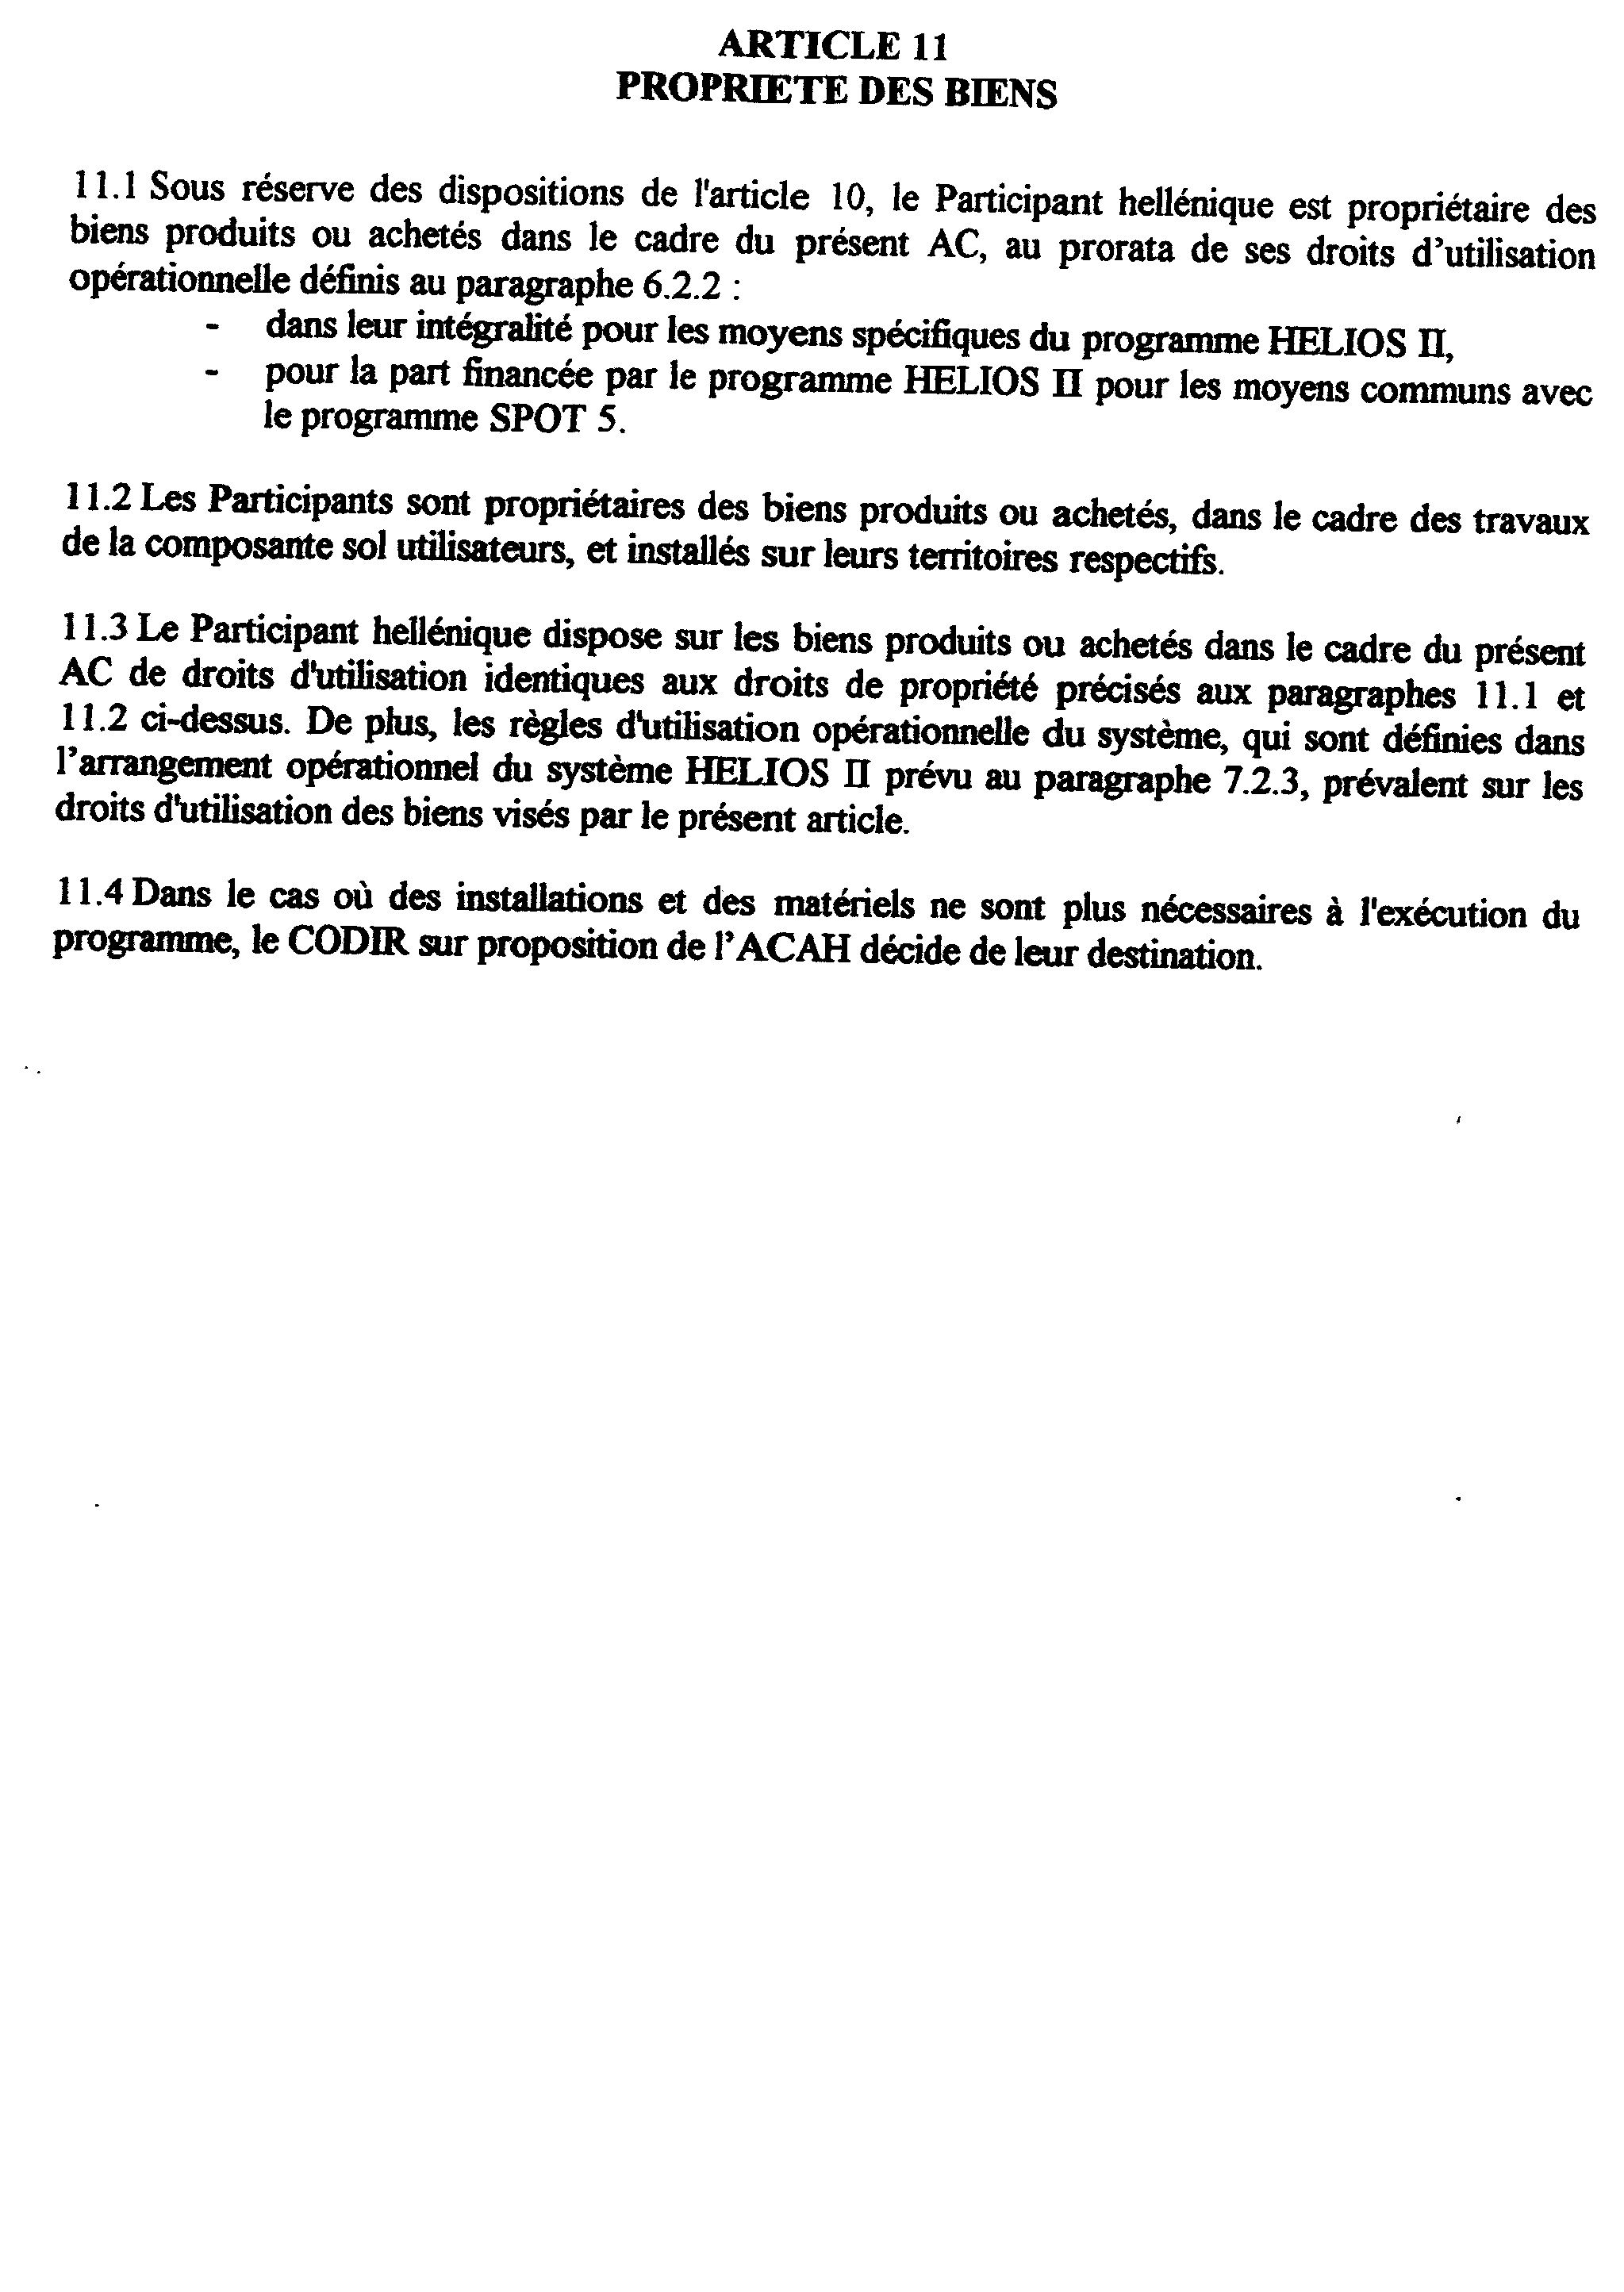 ARTICLE 11
PROPRIETE DES BIENS
11.1 Sous réserve des dispositions de l'article 10, le Participant hellénique est propriétaire des
biens produits ou achetés dans le cadre du présent AC, au prorata de ses droits d’utilisation
opérationnelle définis au paragraphe 6.2.2 :
- dans leur intégralité pour les moyens spécifiques du programme HELIOS II,
- pour la part financée par le programme HELIOS II pour les moyens communs avec
le programme SPOT 5.
11.2 Les Participants sont propriétaires des biens produits ou achetés, dans le cadre des travaux
de la composante sol utilisateurs, et installés sur leurs territoires respectifs.
11.3 Le Participant hellénique dispose sur les biens produits ou achetés dans le cadre du présent
AC de droits d'utilisation identiques aux droits de propriété précisés aux paragraphes 11.1 et
11.2 ci-dessus. De plus, les règles d'utilisation opérationnelle du système, qui sont définies dans
l’arrangement opérationnel du système HELIOS II prévu au paragraphe 7.2.3, prévalent sur les
droits d'utilisation des biens visés par le présent article.
11.4 Dans le cas où des installations et des matériels ne sont plus nécessaires à l'exécution du
programme, le CODIR sur proposition de l’ACAH décide de leur destination.